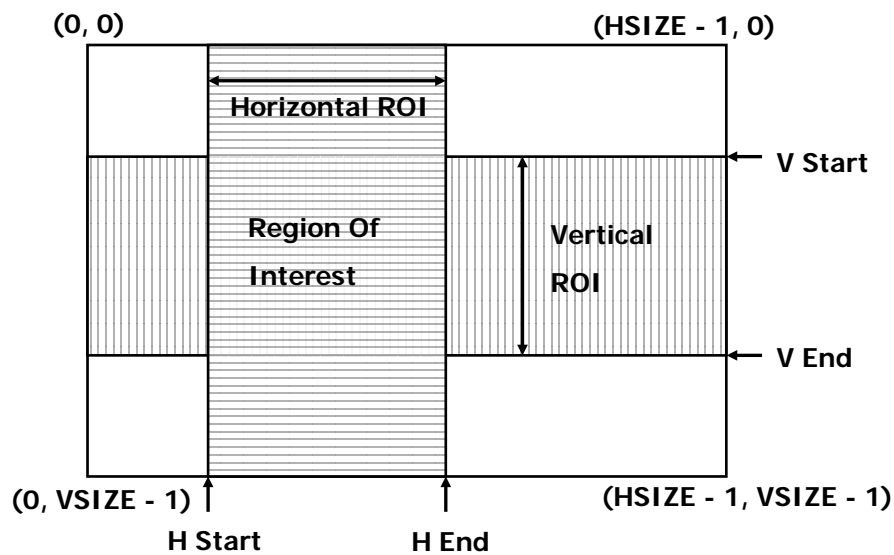 (0, 0)
(HSIZE - 1, 0)
Horizontal ROI
V Start
Region Of
Interest
Vertical
ROI
V End
(0, VSIZE - 1)
(HSIZE - 1, VSIZE - 1)
H Start
H End